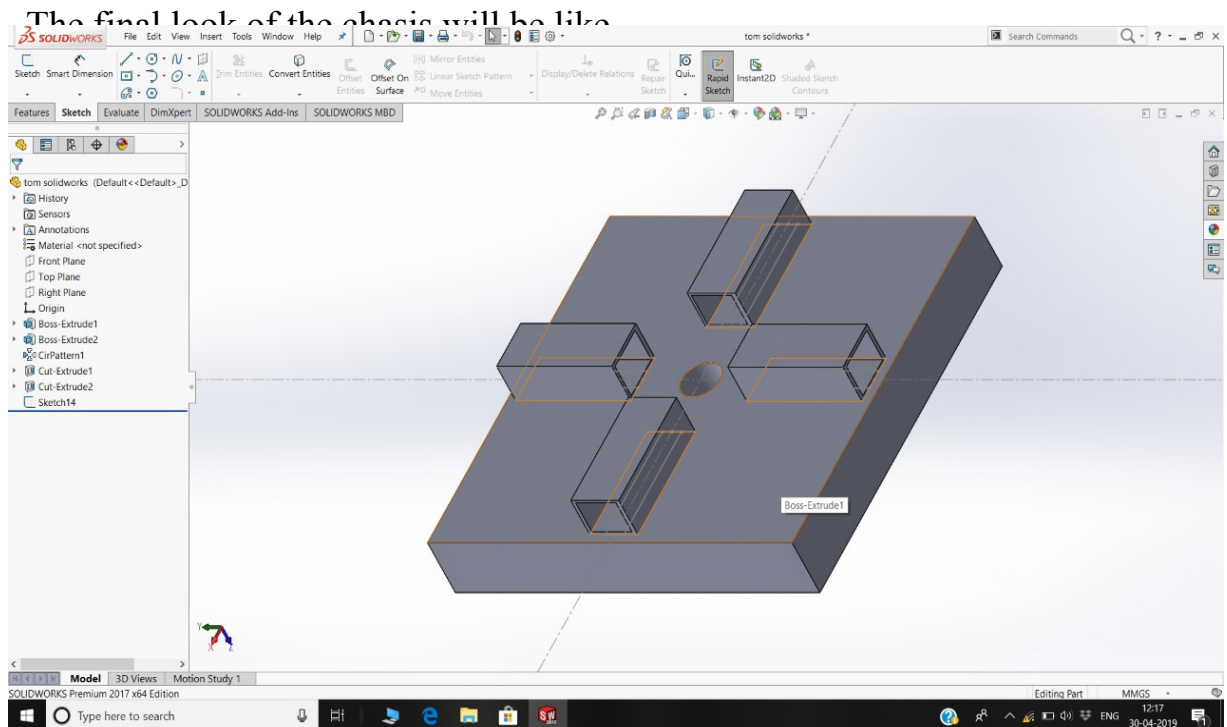 The final look of the chasis will be like
SOLIDWORKS File Edit View Insert Tools Window Help tom solidworks * Search Commands
Sketch Smart Dimension Trim Entities Convert Entities Offset Entities Offset On Surface Mirror Entities Linear Sketch Pattern Move Entities Display/Delete Relations Repair Sketch Qui... Rapid Sketch Instant2D Shaded Sketch Contours
Features Sketch Evaluate DimXpert SOLIDWORKS Add-Ins SOLIDWORKS MBD
tom solidworks (Default<<Default>_D
History
Sensors
Annotations
Material <not specified>
Front Plane
Top Plane
Right Plane
Origin
Boss-Extrude1
Boss-Extrude2
CirPattern1
Cut-Extrude1
Cut-Extrude2
Sketch14
Boss-Extrude1
Y X Z
Model 3D Views Motion Study 1
SOLIDWORKS Premium 2017 x64 Edition Editing Part MMGS
Type here to search ENG 12:17
30-04-2019